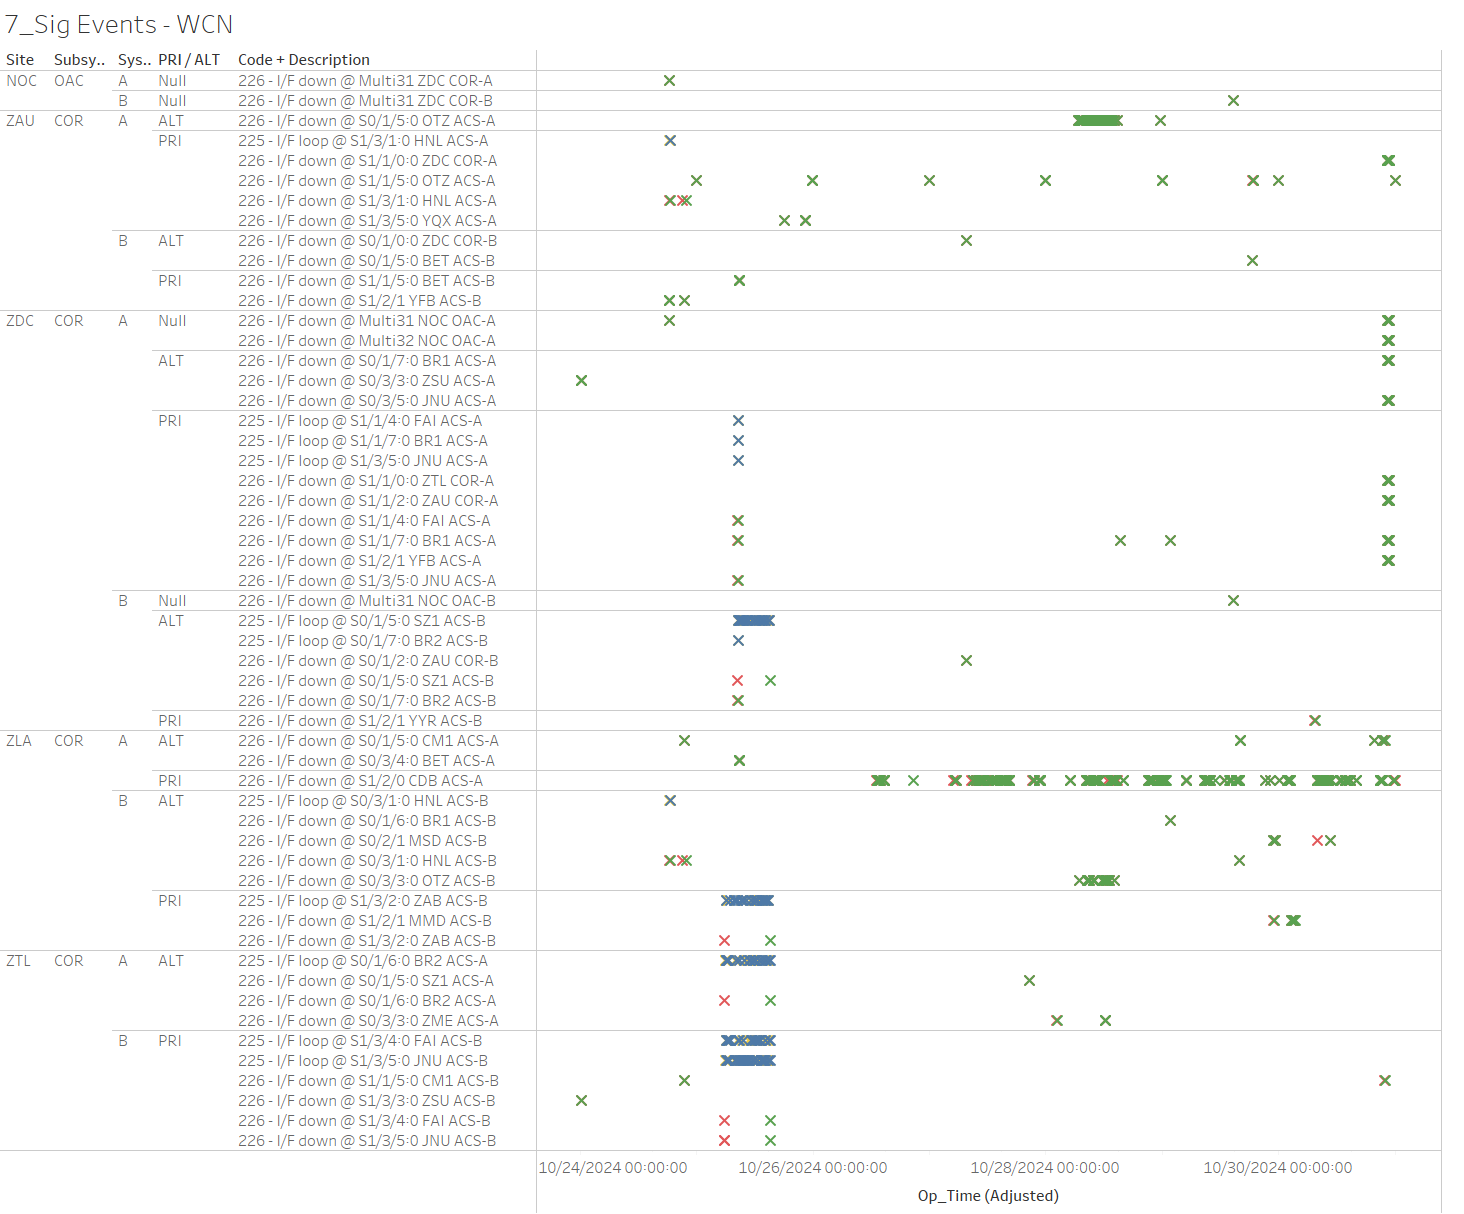 7_Sig Events - WCN
Site Subsy.. Sys.. PRI / ALT Code + Description
NOC OAC A Null 226 - I/F down @ Multi31 ZDC COR-A
B Null 226 - I/F down @ Multi31 ZDC COR-B
ZAU COR A ALT 226 - I/F down @ S0/1/5:0 OTZ ACS-A
PRI 225 - I/F loop @ S1/3/1:0 HNL ACS-A
226 - I/F down @ S1/1/0:0 ZDC COR-A
226 - I/F down @ S1/1/5:0 OTZ ACS-A
226 - I/F down @ S1/3/1:0 HNL ACS-A
226 - I/F down @ S1/3/5:0 YQX ACS-A
B ALT 226 - I/F down @ S0/1/0:0 ZDC COR-B
226 - I/F down @ S0/1/5:0 BET ACS-B
PRI 226 - I/F down @ S1/1/5:0 BET ACS-B
226 - I/F down @ S1/2/1 YFB ACS-B
ZDC COR A Null 226 - I/F down @ Multi31 NOC OAC-A
226 - I/F down @ Multi32 NOC OAC-A
ALT 226 - I/F down @ S0/1/7:0 BR1 ACS-A
226 - I/F down @ S0/3/3:0 ZSU ACS-A
226 - I/F down @ S0/3/5:0 JNU ACS-A
PRI 225 - I/F loop @ S1/1/4:0 FAI ACS-A
225 - I/F loop @ S1/1/7:0 BR1 ACS-A
225 - I/F loop @ S1/3/5:0 JNU ACS-A
226 - I/F down @ S1/1/0:0 ZTL COR-A
226 - I/F down @ S1/1/2:0 ZAU COR-A
226 - I/F down @ S1/1/4:0 FAI ACS-A
226 - I/F down @ S1/1/7:0 BR1 ACS-A
226 - I/F down @ S1/2/1 YFB ACS-A
226 - I/F down @ S1/3/5:0 JNU ACS-A
B Null 226 - I/F down @ Multi31 NOC OAC-B
ALT 225 - I/F loop @ S0/1/5:0 SZ1 ACS-B
225 - I/F loop @ S0/1/7:0 BR2 ACS-B
226 - I/F down @ S0/1/2:0 ZAU COR-B
226 - I/F down @ S0/1/5:0 SZ1 ACS-B
226 - I/F down @ S0/1/7:0 BR2 ACS-B
PRI 226 - I/F down @ S1/2/1 YYR ACS-B
ZLA COR A ALT 226 - I/F down @ S0/1/5:0 CM1 ACS-A
226 - I/F down @ S0/3/4:0 BET ACS-A
PRI 226 - I/F down @ S1/2/0 CDB ACS-A
B ALT 225 - I/F loop @ S0/3/1:0 HNL ACS-B
226 - I/F down @ S0/1/6:0 BR1 ACS-B
226 - I/F down @ S0/2/1 MSD ACS-B
226 - I/F down @ S0/3/1:0 HNL ACS-B
226 - I/F down @ S0/3/3:0 OTZ ACS-B
PRI 225 - I/F loop @ S1/3/2:0 ZAB ACS-B
226 - I/F down @ S1/2/1 MMD ACS-B
226 - I/F down @ S1/3/2:0 ZAB ACS-B
ZTL COR A ALT 225 - I/F loop @ S0/1/6:0 BR2 ACS-A
226 - I/F down @ S0/1/5:0 SZ1 ACS-A
226 - I/F down @ S0/1/6:0 BR2 ACS-A
226 - I/F down @ S0/3/3:0 ZME ACS-A
B PRI 225 - I/F loop @ S1/3/4:0 FAI ACS-B
225 - I/F loop @ S1/3/5:0 JNU ACS-B
226 - I/F down @ S1/1/5:0 CM1 ACS-B
226 - I/F down @ S1/3/3:0 ZSU ACS-B
226 - I/F down @ S1/3/4:0 FAI ACS-B
226 - I/F down @ S1/3/5:0 JNU ACS-B
10/24/2024 00:00:00 10/26/2024 00:00:00 10/28/2024 00:00:00 10/30/2024 00:00:00
Op_Time (Adjusted)